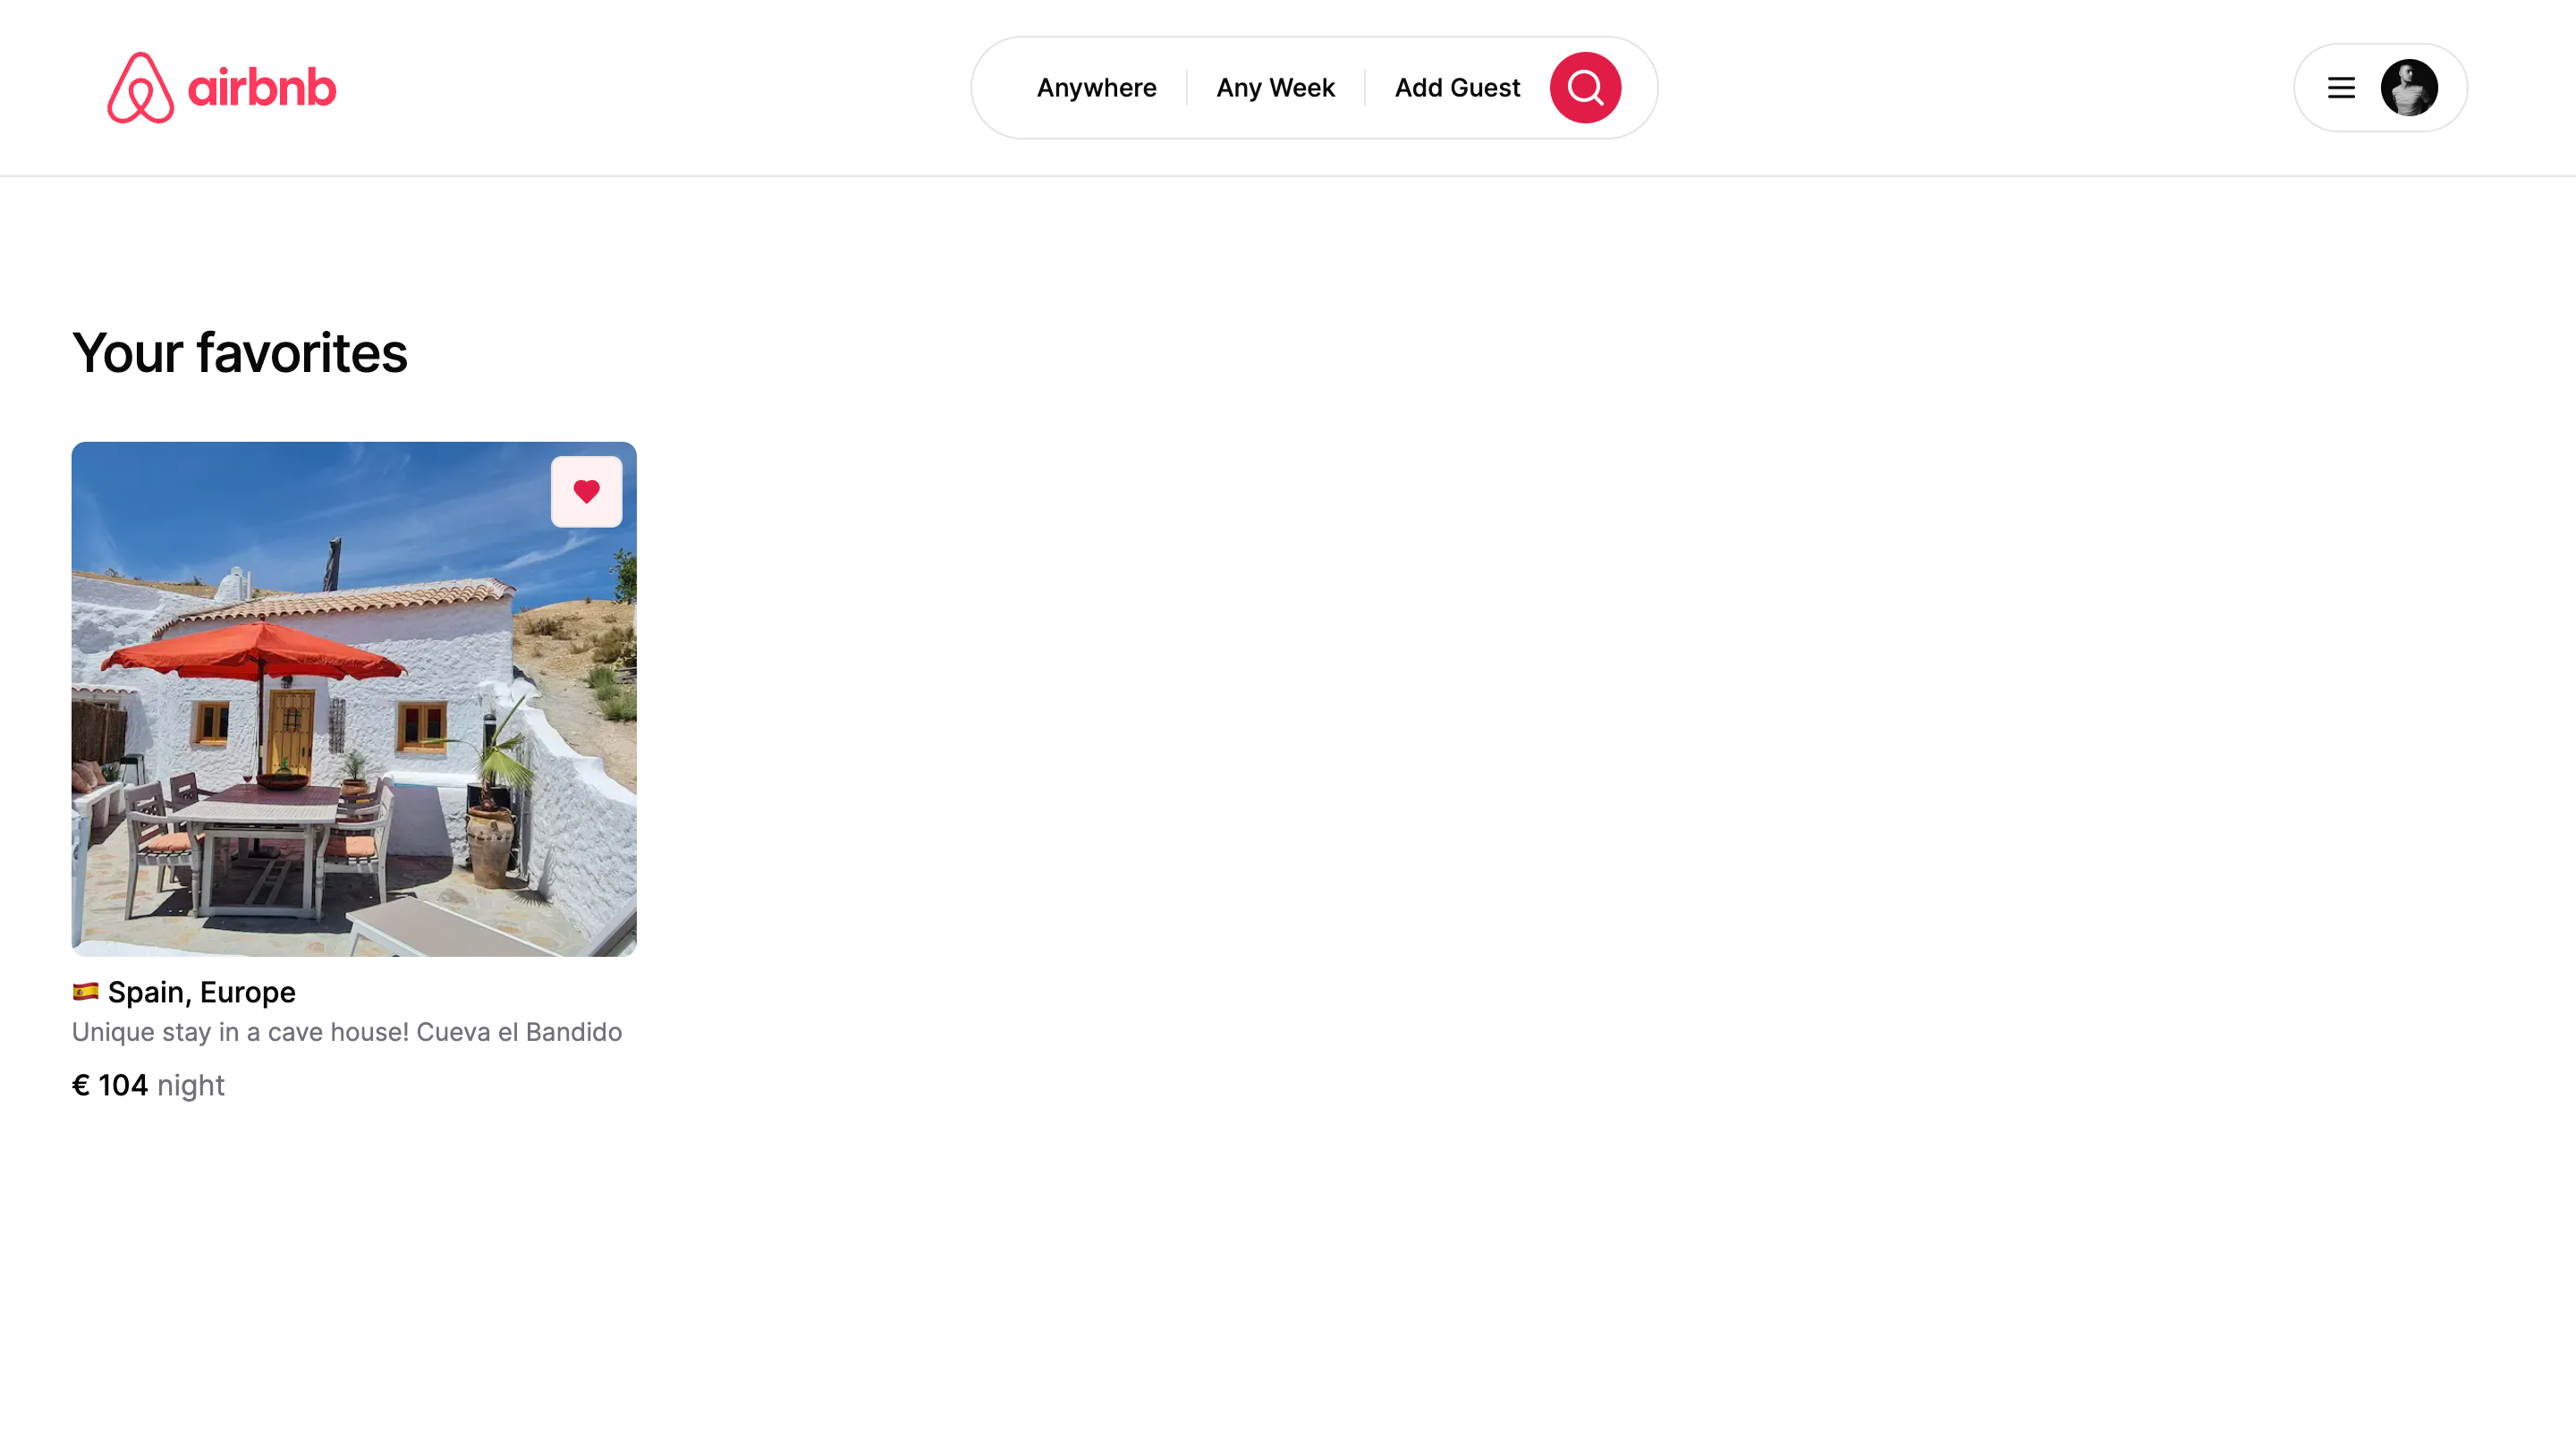 airbnb
Anywhere
Any Week
Add Guest
Your favorites
🇪🇸 Spain, Europe
Unique stay in a cave house! Cueva el Bandido
€ 104 night